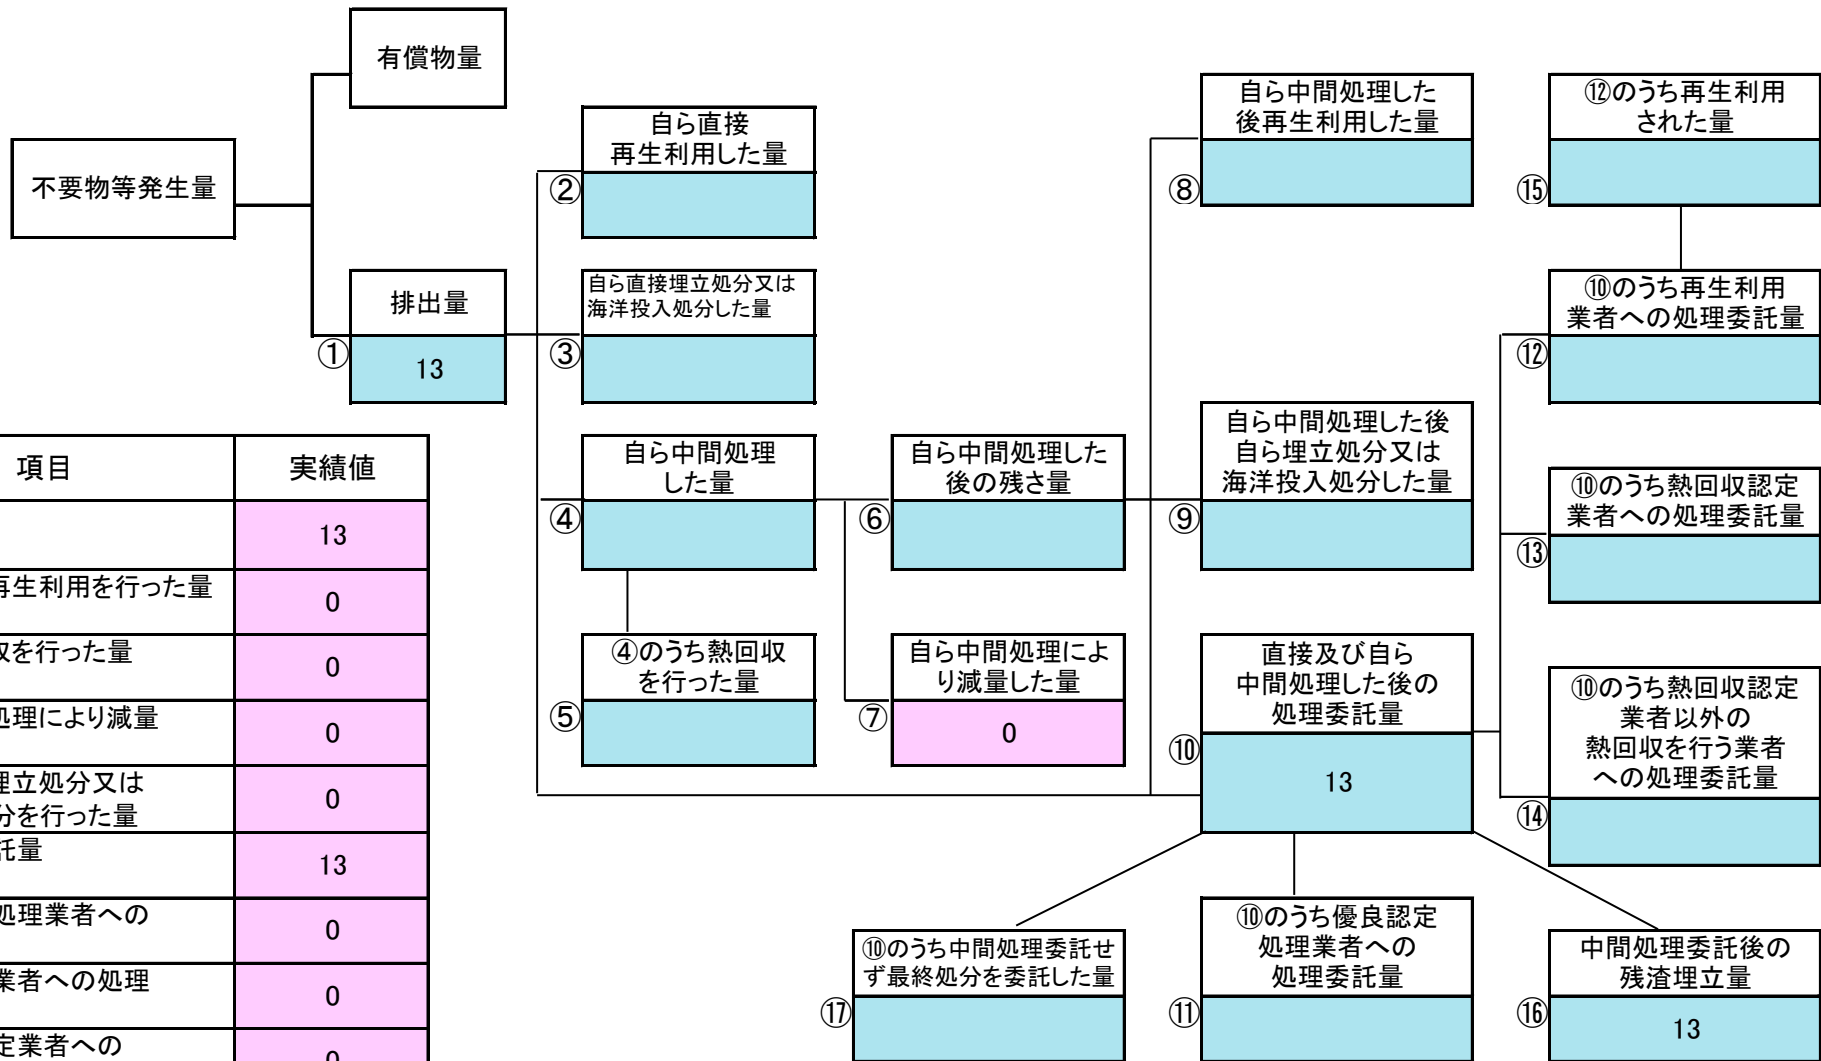 有償物量
不要物等発生量
排出量
①
13
自ら直接
再生利用した量
②
自ら直接埋立処分又は
海洋投入処分した量
③
自ら中間処理
した量
④
④のうち熱回収
を行った量
⑤
自ら中間処理した
後の残さ量
⑥
自ら中間処理によ
り減量した量
⑦
0
自ら中間処理した
後再生利用した量
⑧
自ら中間処理した後
自ら埋立処分又は
海洋投入処分した量
⑨
直接及び自ら
中間処理した後の
処理委託量
⑩
13
⑫のうち再生利用
された量
⑮
⑩のうち再生利用
業者への処理委託量
⑫
⑩のうち熱回収認定
業者への処理委託量
⑬
⑩のうち熱回収認定
業者以外の
熱回収を行う業者
への処理委託量
⑭
⑩のうち中間処理委託せ
ず最終処分を委託した量
⑰
⑩のうち優良認定
処理業者への
処理委託量
⑪
中間処理委託後の
残渣埋立量
⑯
13
項目 実績値
13
再生利用を行った量
0
収を行った量
0
処理により減量
0
埋立処分又は
分を行った量
0
託量
13
処理業者への
0
業者への処理
0
定業者への
0